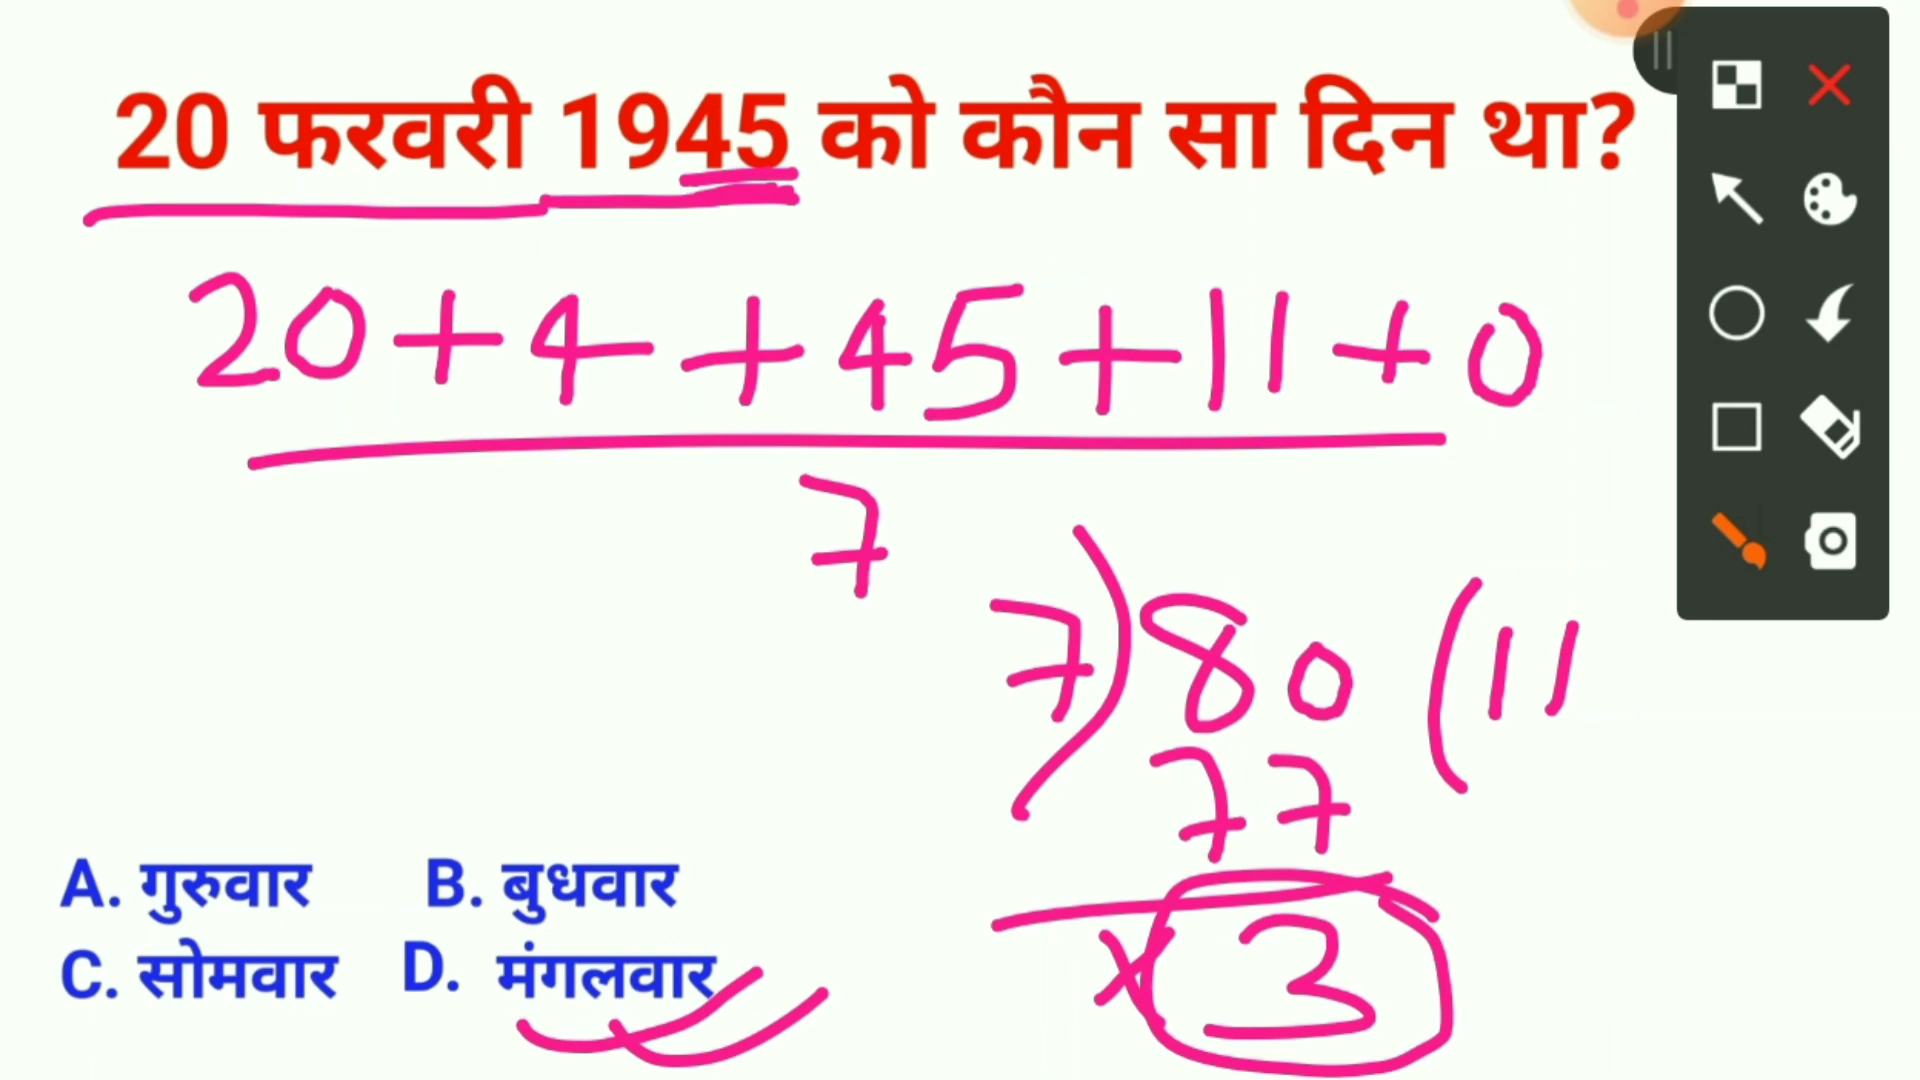 20 फरवरी 1945 को कौन सा दिन था?
20+4+45+11+0
7
7)80(11
77
×3
A. गुरुवार B. बुधवार
C. सोमवार D. मंगलवार